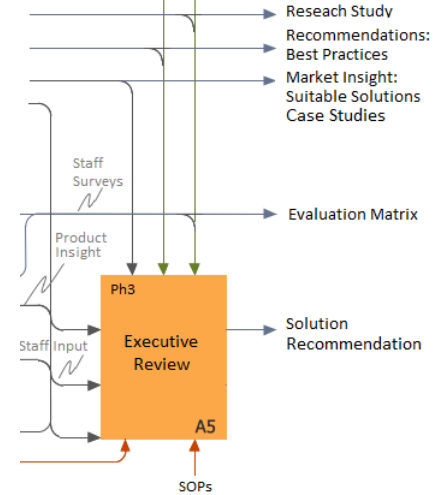 Reseach Study
Recommendations:
Best Practices
Market Insight:
Suitable Solutions
Case Studies
Staff
Surveys
Evaluation Matrix
Product
Insight
Ph3
Solution
Recommendation
Executive
Review
Staff Input
A5
SOPs